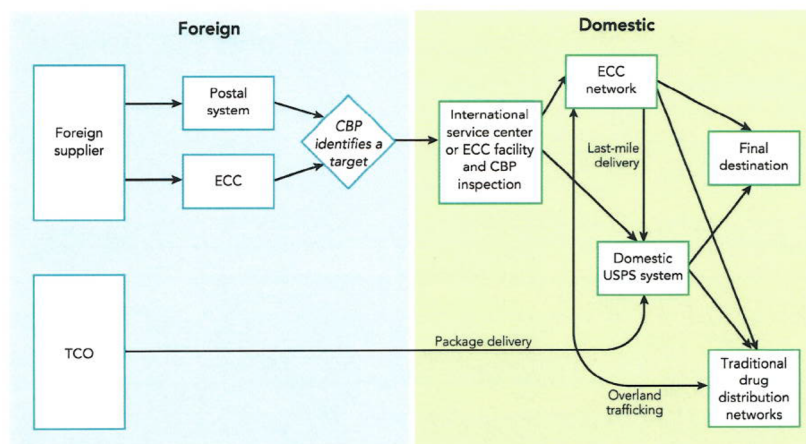 Foreign
Domestic
Foreign
supplier
Postal
system
ECC
CBP
identifies a
target
International
service center
or ECC facility
and CBP
inspection
ECC
network
Last-mile
delivery
Final
destination
Domestic
USPS system
TCO
Package delivery
Overland
trafficking
Traditional
drug
distribution
networks